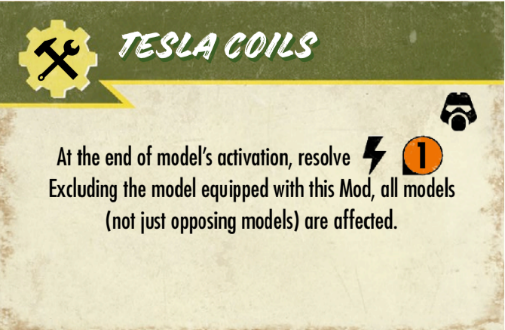 TESLA COILS
At the end of model's activation, resolve 1
Excluding the model equipped with this Mod, all models
(not just opposing models) are affected.